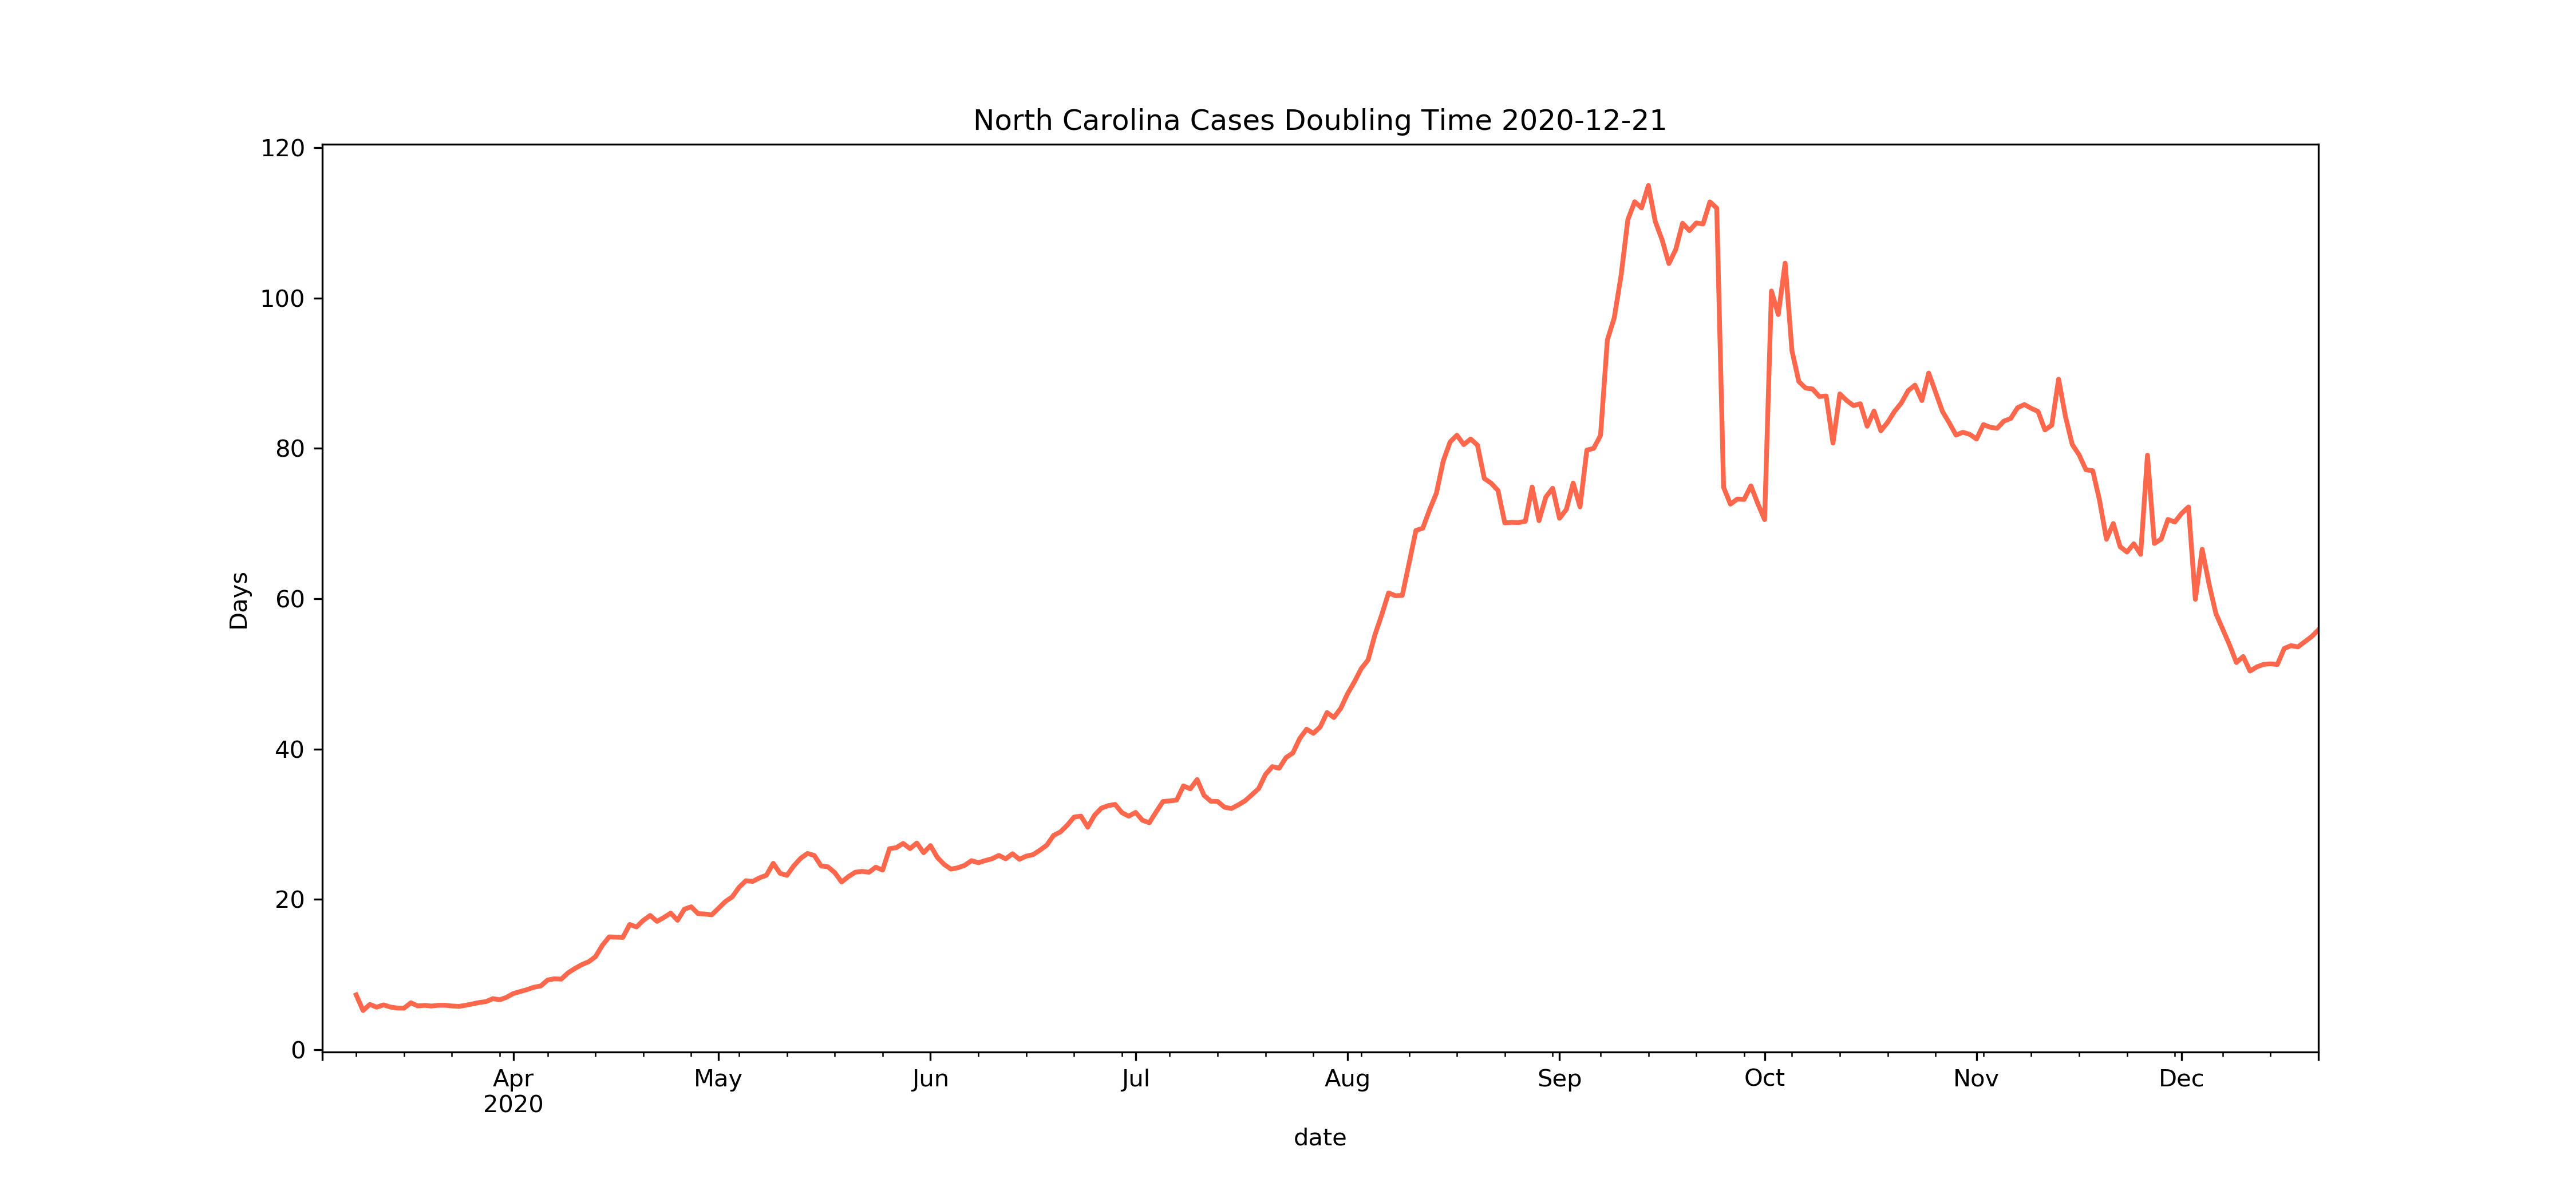 North Carolina Cases Doubling Time 2020-12-21
120
100
80
60
40
20
0
Days
Apr May Jun Jul Aug Sep Oct Nov Dec
2020
date